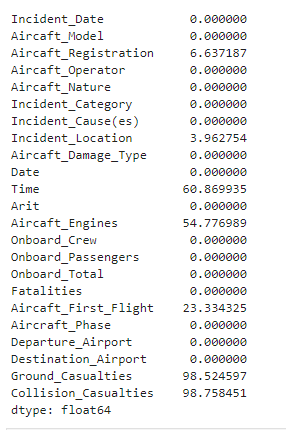 Incident_Date 0.000000
Aircaft_Model 0.000000
Aircaft_Registration 6.637187
Aircaft_Operator 0.000000
Aircaft_Nature 0.000000
Incident_Category 0.000000
Incident_Cause(es) 0.000000
Incident_Location 3.962754
Aircaft_Damage_Type 0.000000
Date 0.000000
Time 60.869935
Arit 0.000000
Aircaft_Engines 54.776989
Onboard_Crew 0.000000
Onboard_Passengers 0.000000
Onboard_Total 0.000000
Fatalities 0.000000
Aircaft_First_Flight 23.334325
Aircraft_Phase 0.000000
Departure_Airport 0.000000
Destination_Airport 0.000000
Ground_Casualties 98.524597
Collision_Casualties 98.758451
dtype: float64